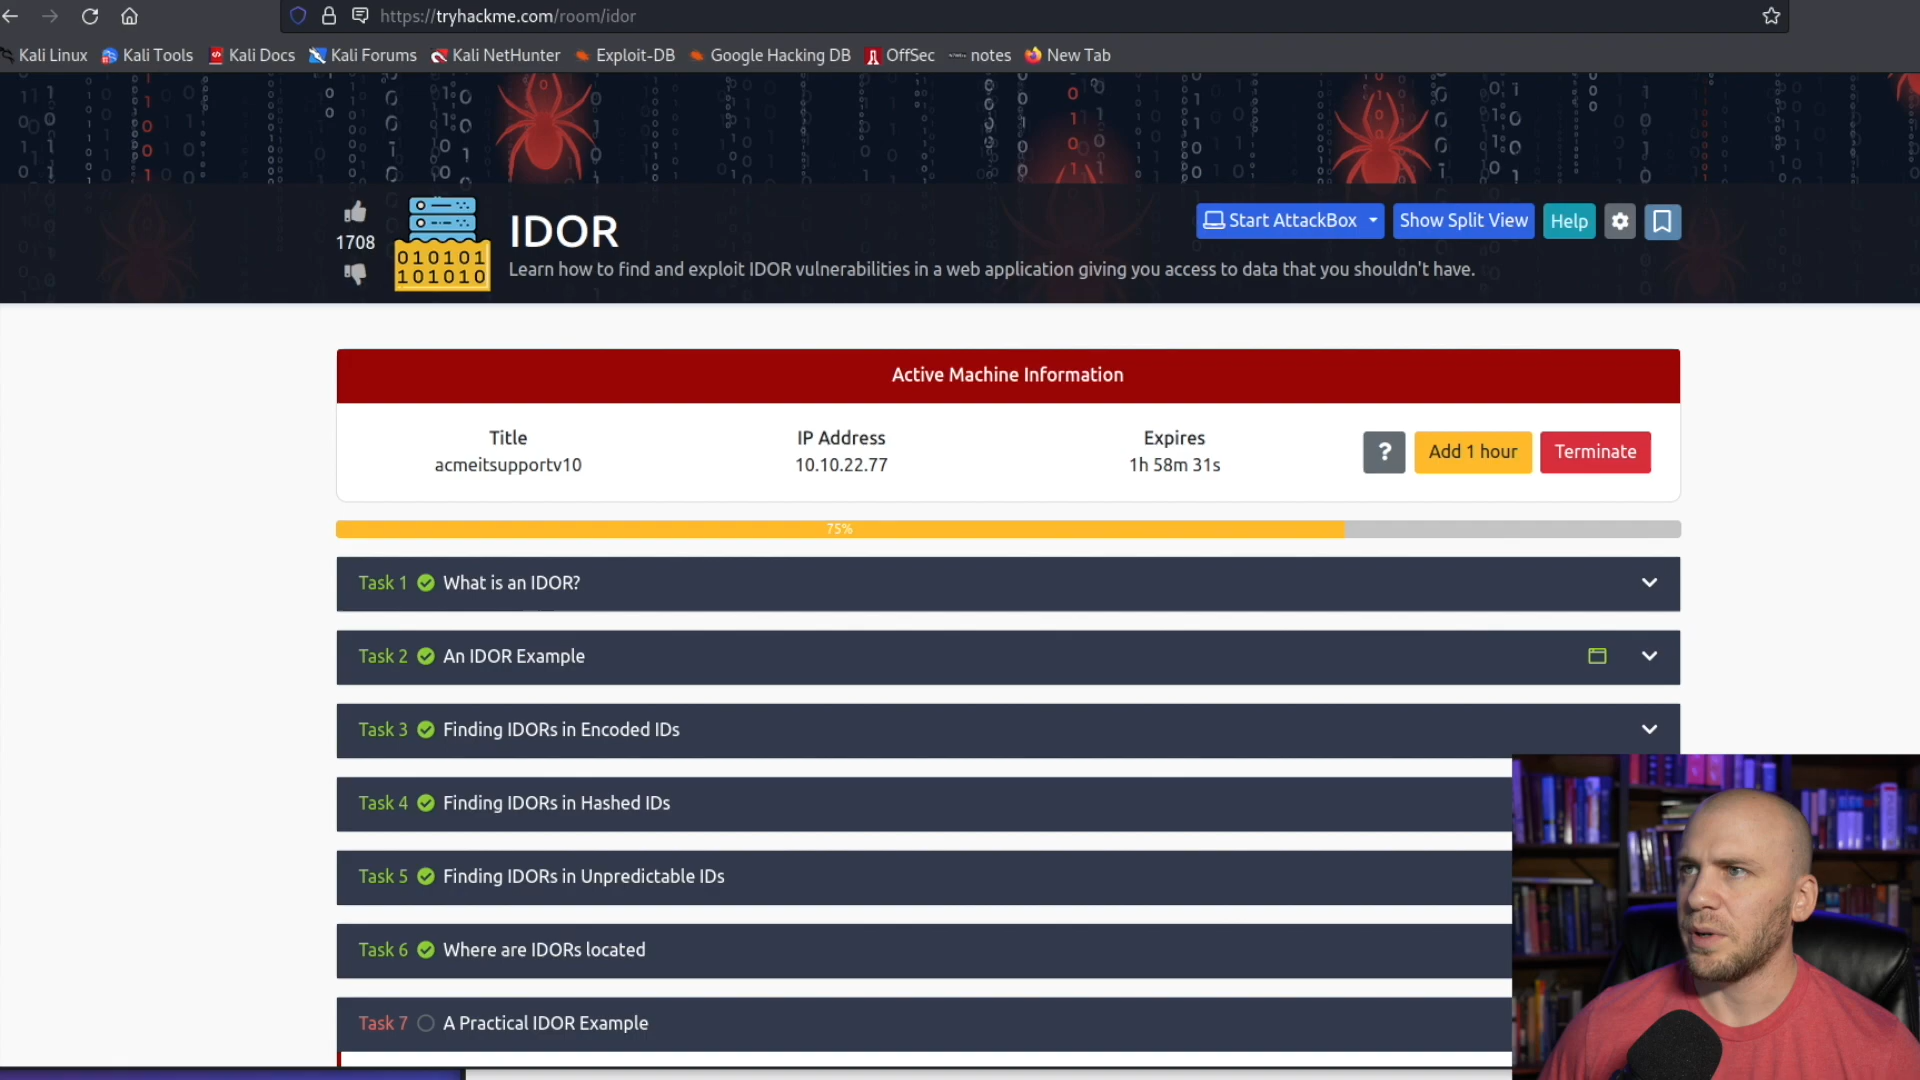 https://tryhackme.com/room/idor
Kali Linux Kali Tools Kali Docs Kali Forums Kali NetHunter Exploit-DB Google Hacking DB OffSec notes New Tab
1708
010101
101010
IDOR
Learn how to find and exploit IDOR vulnerabilities in a web application giving you access to data that you shouldn't have.
Start AttackBox Show Split View Help
Active Machine Information
Title IP Address Expires
acmeitsupportv10 10.10.22.77 1h 58m 31s
? Add 1 hour Terminate
75%
Task 1 What is an IDOR?
Task 2 An IDOR Example
Task 3 Finding IDORs in Encoded IDs
Task 4 Finding IDORs in Hashed IDs
Task 5 Finding IDORs in Unpredictable IDs
Task 6 Where are IDORs located
Task 7 A Practical IDOR Example